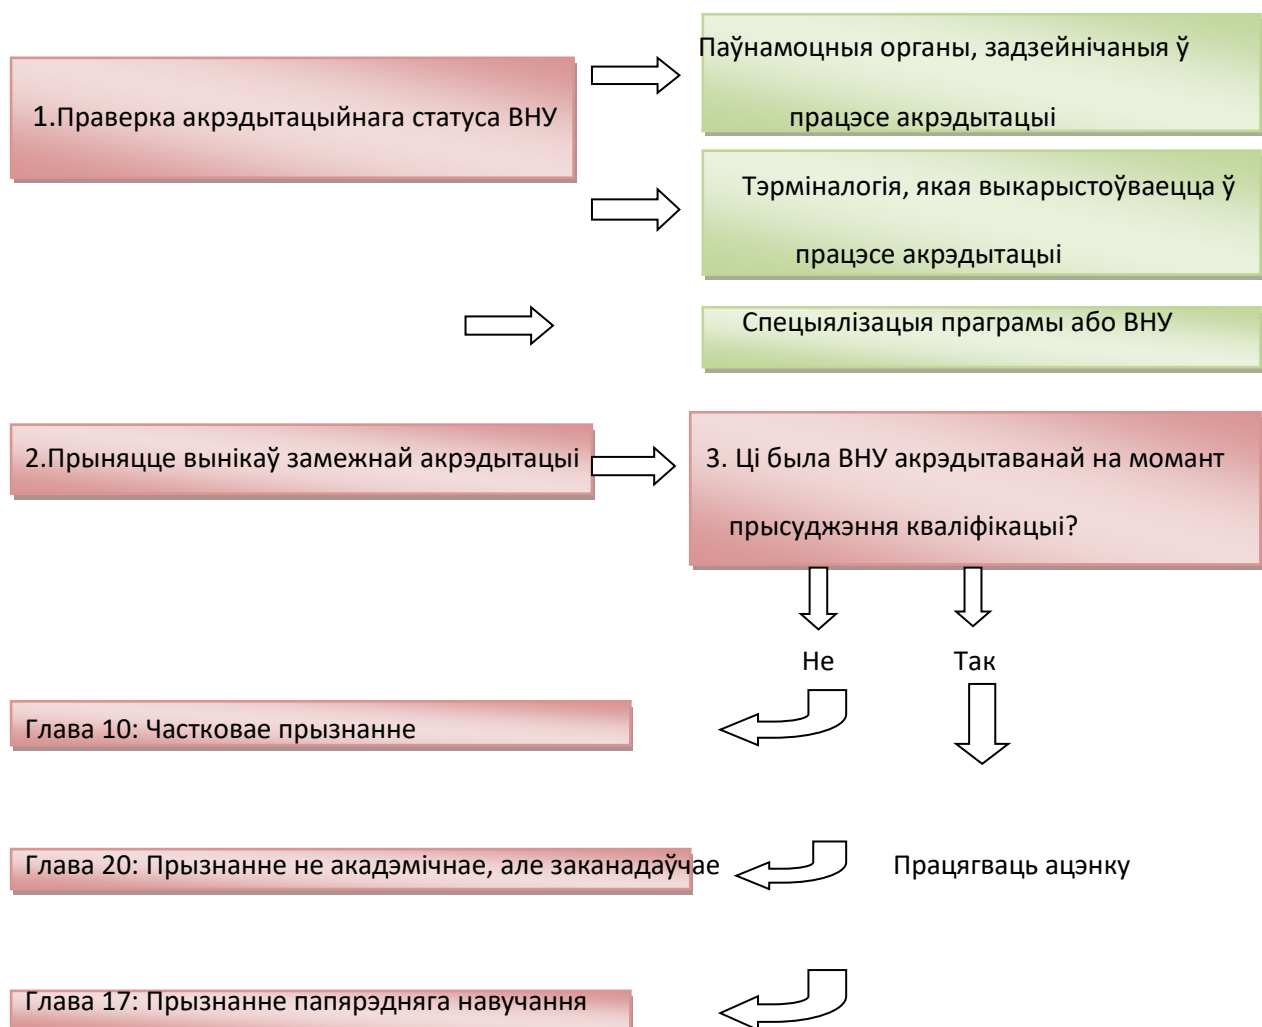 1.Праверка акрэдытацыйнага статуса ВНУ
Паўнамоцныя органы, задзейнічаныя ў
працэсе акрэдытацыі
Тэрміналогія, якая выкарыстоўваецца ў
працэсе акрэдытацыі
Спецыялізацыя праграмы або ВНУ
2.Прыняцце вынікаў замежнай акрэдытацыі
3. Ці была ВНУ акрэдытаванай на момант
прысуджэння кваліфікацыі?
Не
Так
Глава 10: Частковае прызнанне
Глава 20: Прызнанне не акадэмічнае, але заканадаўчае
Працягваць ацэнку
Глава 17: Прызнанне папярэдняга навучання